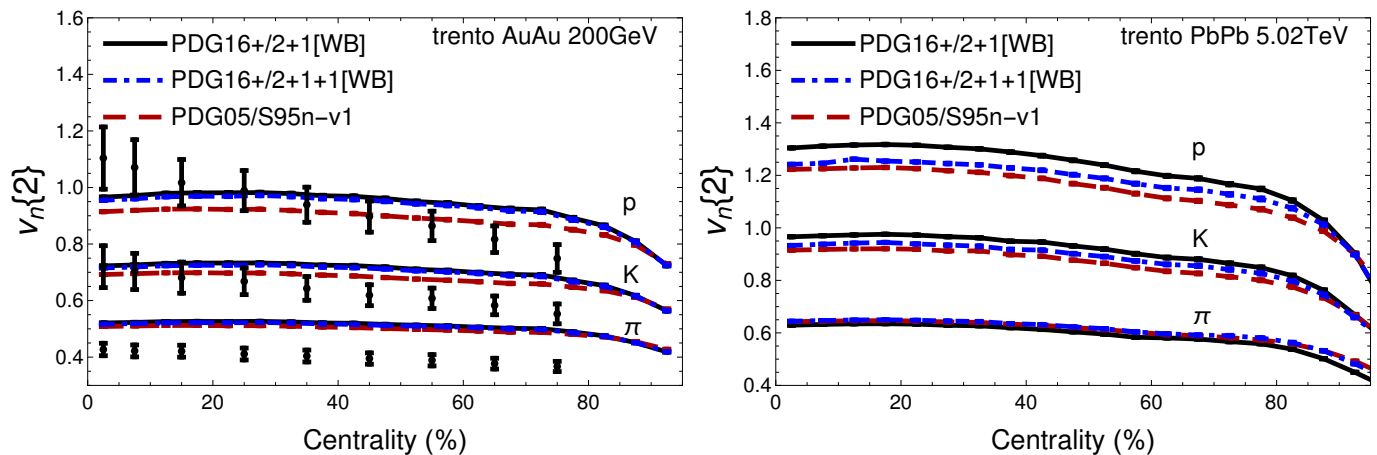 trento AuAu 200GeV
PDG16+/2+1[WB]
PDG16+/2+1+1[WB]
PDG05/S95n-v1
p
K
π
1.6
1.4
1.2
1.0
0.8
0.6
0.4
vₙ{2}
0 20 40 60 80
Centrality (%)
trento PbPb 5.02TeV
PDG16+/2+1[WB]
PDG16+/2+1+1[WB]
PDG05/S95n-v1
p
K
π
1.8
1.6
1.4
1.2
1.0
0.8
0.6
0.4
vₙ{2}
0 20 40 60 80
Centrality (%)